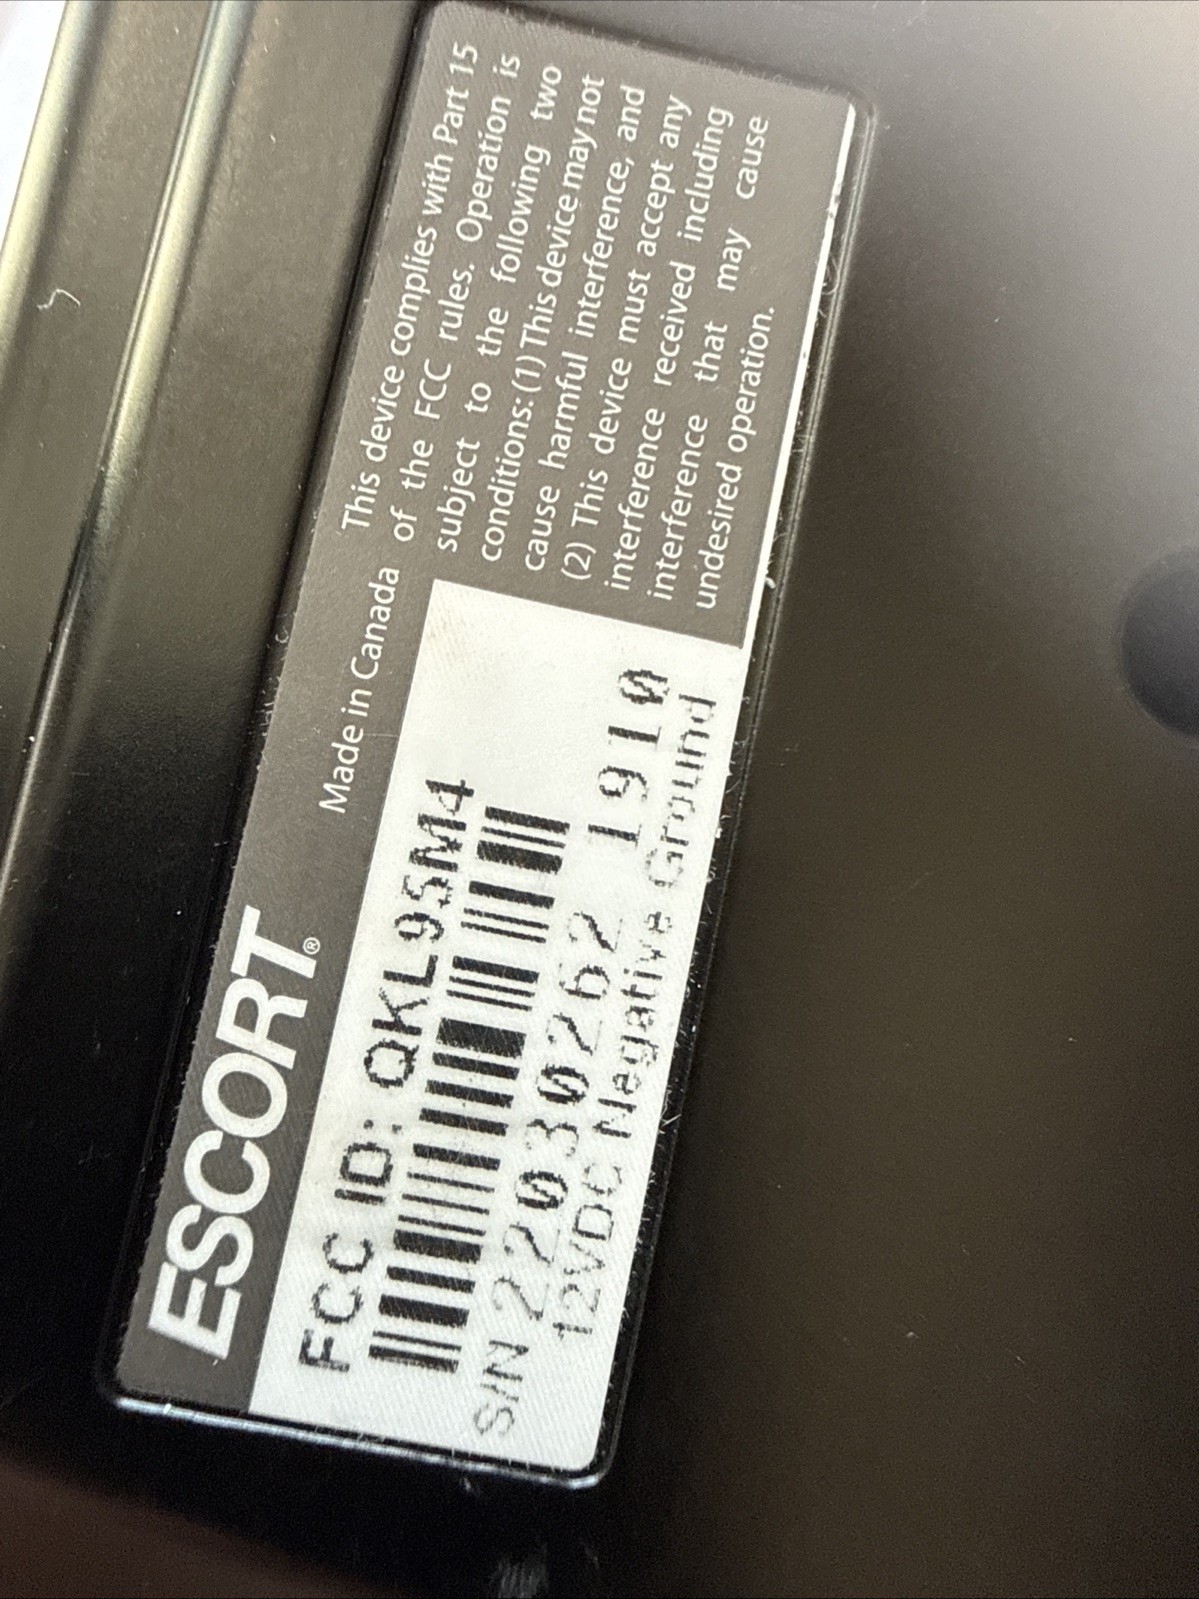 ESCORT®
Made in Canada
FCC ID: QKL95M4
S/N 22030262 1910
12VDC Negative Ground
This device complies with Part 15
of the FCC rules. Operation is
subject to the following two
conditions: (1) This device may not
cause harmful interference, and
(2) This device must accept any
interference received including
interference that may cause
undesired operation.